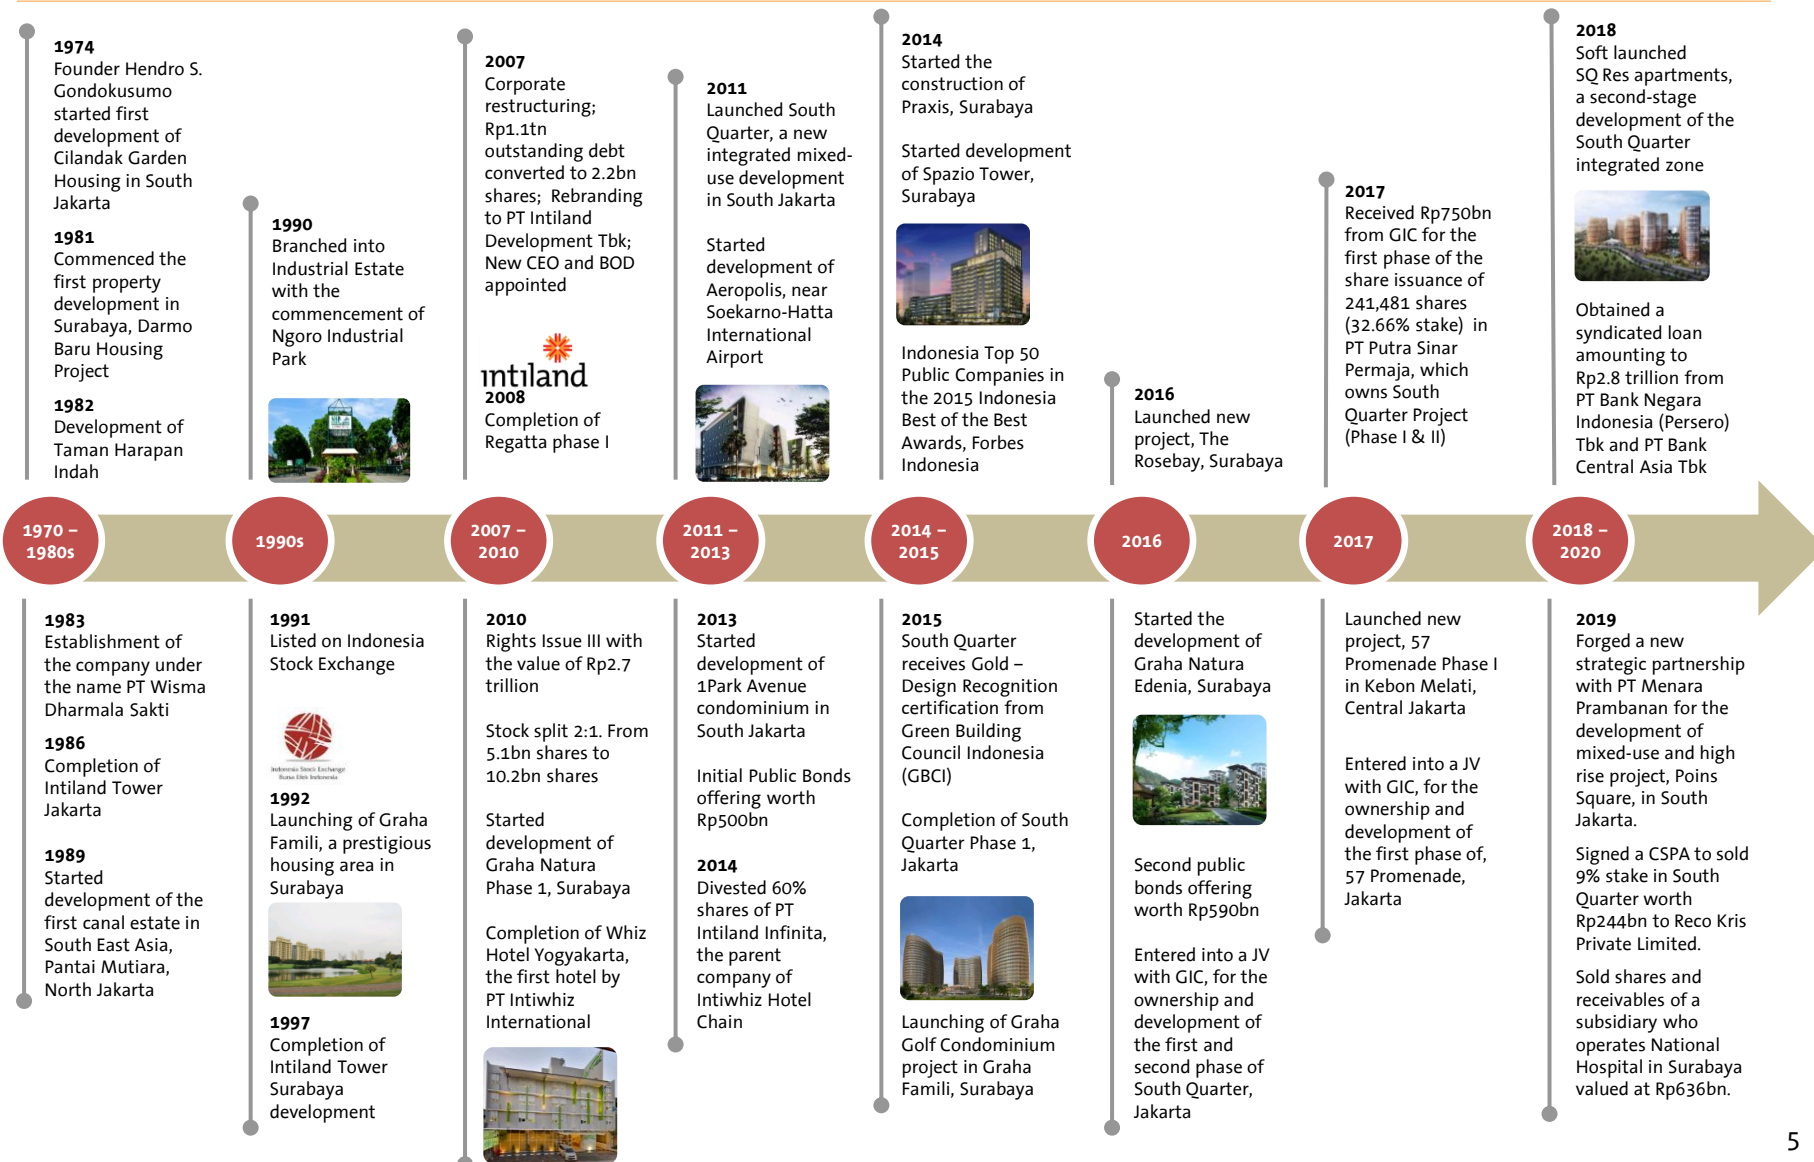 1974
Founder Hendro S.
Gondokusumo
started first
development of
Cilandak Garden
Housing in South
Jakarta
1981
Commenced the
first property
development in
Surabaya, Darmo
Baru Housing
Project
1982
Development of
Taman Harapan
Indah
1990
Branched into
Industrial Estate
with the
commencement of
Ngoro Industrial
Park
2007
Corporate
restructuring;
Rp1.1tn
outstanding debt
converted to 2.2bn
shares; Rebranding
to PT Intiland
Development Tbk;
New CEO and BOD
appointed
intiland
2008
Completion of
Regatta phase I
2011
Launched South
Quarter, a new
integrated mixed-
use development
in South Jakarta
Started
development of
Aeropolis, near
Soekarno-Hatta
International
Airport
2014
Started the
construction of
Praxis, Surabaya
Started development
of Spazio Tower,
Surabaya
Indonesia Top 50
Public Companies in
the 2015 Indonesia
Best of the Best
Awards, Forbes
Indonesia
2016
Launched new
project, The
Rosebay, Surabaya
2017
Received Rp750bn
from GIC for the
first phase of the
share issuance of
241,481 shares
(32.66% stake) in
PT Putra Sinar
Permaja, which
owns South
Quarter Project
(Phase I & II)
2018
Soft launched
SQ Res apartments,
a second-stage
development of the
South Quarter
integrated zone
Obtained a
syndicated loan
amounting to
Rp2.8 trillion from
PT Bank Negara
Indonesia (Persero)
Tbk and PT Bank
Central Asia Tbk
1970 –
1980s
1990s
2007 –
2010
2011 –
2013
2014 –
2015
2016
2017
2018 –
2020
1983
Establishment of
the company under
the name PT Wisma
Dharmala Sakti
1986
Completion of
Intiland Tower
Jakarta
1989
Started
development of the
first canal estate in
South East Asia,
Pantai Mutiara,
North Jakarta
1991
Listed on Indonesia
Stock Exchange
Indonesia Stock Exchange
Bursa Efek Indonesia
1992
Launching of Graha
Famili, a prestigious
housing area in
Surabaya
1997
Completion of
Intiland Tower
Surabaya
development
2010
Rights Issue III with
the value of Rp2.7
trillion
Stock split 2:1. From
5.1bn shares to
10.2bn shares
Started
development of
Graha Natura
Phase 1, Surabaya
Completion of Whiz
Hotel Yogyakarta,
the first hotel by
PT Intiwhiz
International
2013
Started
development of
1Park Avenue
condominium in
South Jakarta
Initial Public Bonds
offering worth
Rp500bn
2014
Divested 60%
shares of PT
Intiland Infinita,
the parent
company of
Intiwhiz Hotel
Chain
2015
South Quarter
receives Gold –
Design Recognition
certification from
Green Building
Council Indonesia
(GBCI)
Completion of South
Quarter Phase 1,
Jakarta
Launching of Graha
Golf Condominium
project in Graha
Famili, Surabaya
Started the
development of
Graha Natura
Edenia, Surabaya
Second public
bonds offering
worth Rp590bn
Entered into a JV
with GIC, for the
ownership and
development of
the first and
second phase of
South Quarter,
Jakarta
Launched new
project, 57
Promenade Phase I
in Kebon Melati,
Central Jakarta
Entered into a JV
with GIC, for the
ownership and
development of
the first phase of,
57 Promenade,
Jakarta
2019
Forged a new
strategic partnership
with PT Menara
Prambanan for the
development of
mixed-use and high
rise project, Poins
Square, in South
Jakarta.
Signed a CSPA to sold
9% stake in South
Quarter worth
Rp244bn to Reco Kris
Private Limited.
Sold shares and
receivables of a
subsidiary who
operates National
Hospital in Surabaya
valued at Rp636bn.
5